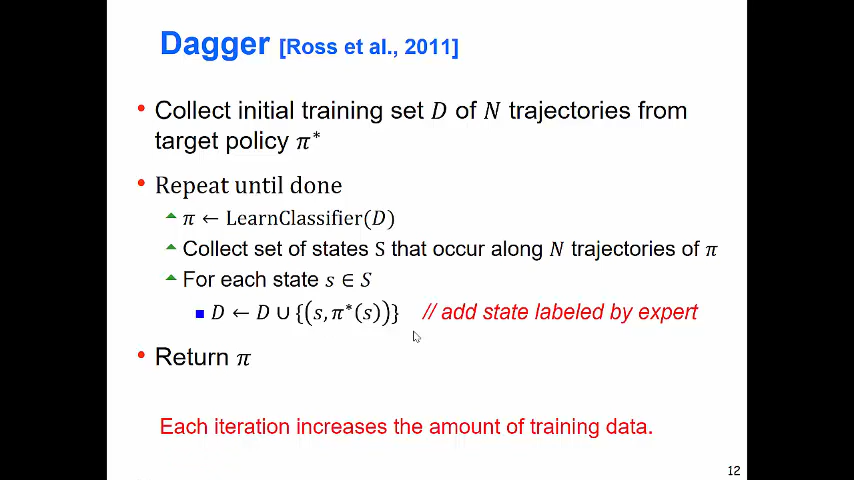 Dagger [Ross et al., 2011]
• Collect initial training set D of N trajectories from
target policy π*
• Repeat until done
π ← LearnClassifier(D)
Collect set of states S that occur along N trajectories of π
For each state s ∈ S
D ← D ∪ {(s, π*(s))} // add state labeled by expert
• Return π
Each iteration increases the amount of training data.
12